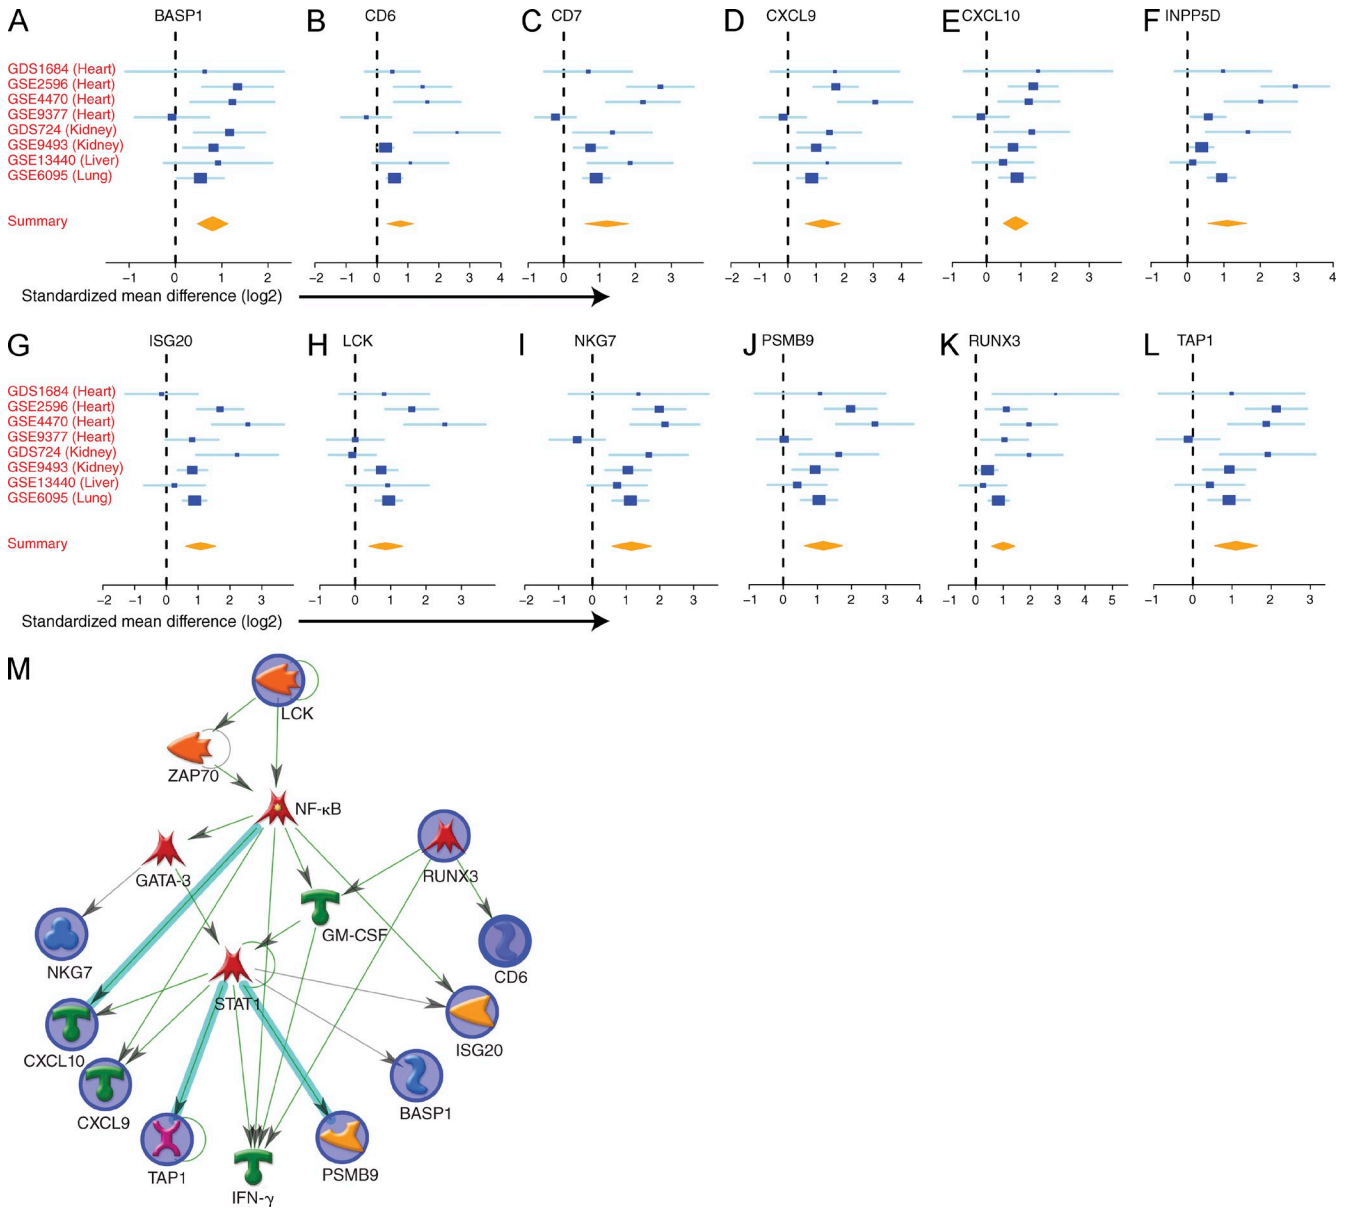 A BASP1 B CD6 C CD7 D CXCL9 E CXCL10 F INPP5D
GDS1684 (Heart)
GSE2596 (Heart)
GSE4470 (Heart)
GSE9377 (Heart)
GDS724 (Kidney)
GSE9493 (Kidney)
GSE13440 (Liver)
GSE6095 (Lung)
Summary
−1 0 1 2 −2 −1 0 1 2 3 4 −1 0 1 2 3 −2 −1 0 1 2 3 4 −1 0 1 2 3 −1 0 1 2 3 4
Standardized mean difference (log2)
G ISG20 H LCK I NKG7 J PSMB9 K RUNX3 L TAP1
GDS1684 (Heart)
GSE2596 (Heart)
GSE4470 (Heart)
GSE9377 (Heart)
GDS724 (Kidney)
GSE9493 (Kidney)
GSE13440 (Liver)
GSE6095 (Lung)
Summary
−2 −1 0 1 2 3 −1 0 1 2 3 −2 −1 0 1 2 3 −1 0 1 2 3 4 −1 0 1 2 3 4 5 −1 0 1 2 3
Standardized mean difference (log2)
M
LCK
ZAP70
NF-κB
RUNX3
GATA-3
GM-CSF
NKG7
CD6
STAT1
ISG20
CXCL10
BASP1
CXCL9
TAP1
PSMB9
IFN-γ